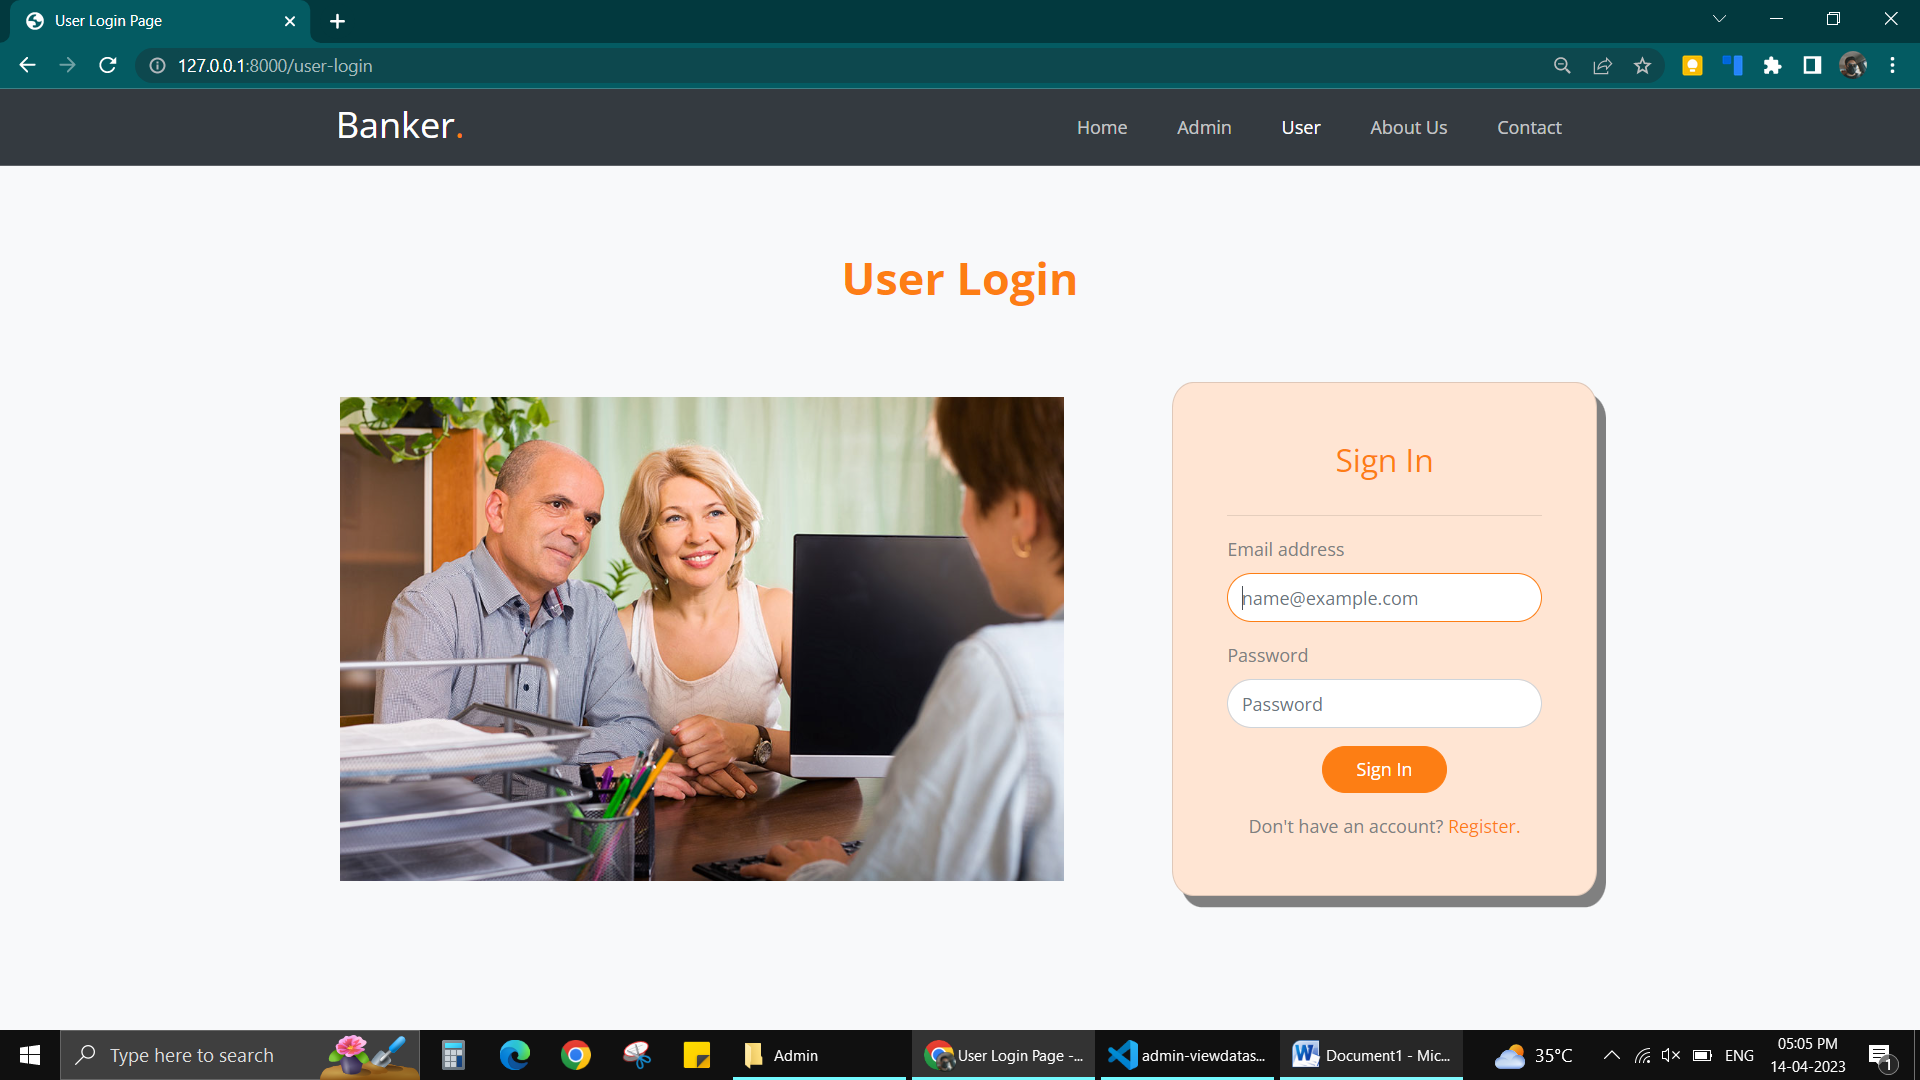 User Login Page
127.0.0.1:8000/user-login
Banker.
Home Admin User About Us Contact
User Login
Sign In
Email address
name@example.com
Password
Password
Sign In
Don't have an account? Register.
Type here to search
Admin
User Login Page -...
admin-viewdatas...
Document1 - Mic...
35°C
ENG
05:05 PM
14-04-2023
1